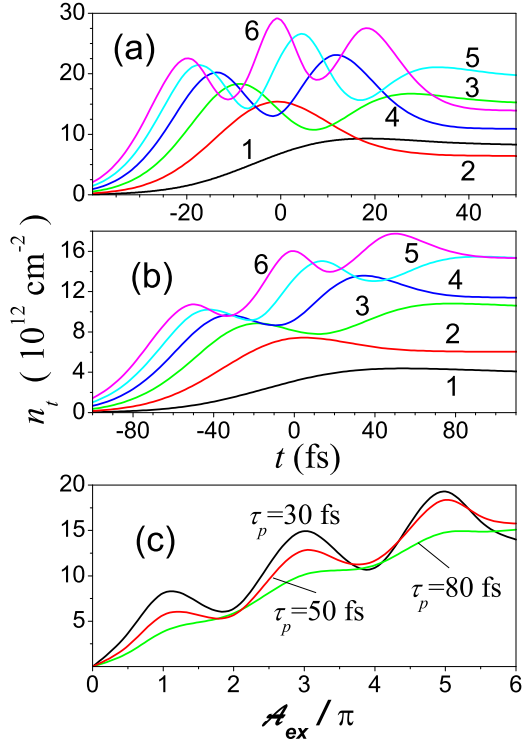 (a)
6
5
3
4
1
2
30
20
10
0
-20 0 20 40
(b)
6
5
4
3
2
1
16
12
8
4
0
-80 -40 0 40 80
t (fs)
n_t ( 10^12 cm^-2 )
(c)
τ_p=30 fs
τ_p=50 fs
τ_p=80 fs
20
15
10
5
0 1 2 3 4 5 6
𝒜_ex / π